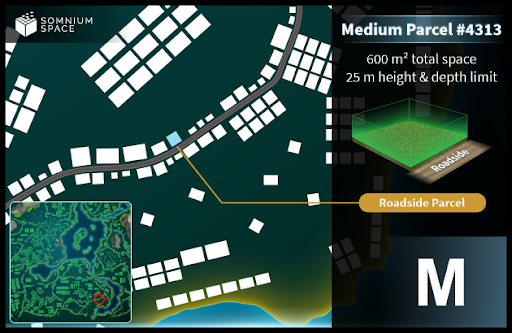 SOMNIUM
SPACE
Medium Parcel #4313
600 m² total space
25 m height & depth limit
Roadside
Roadside Parcel
M